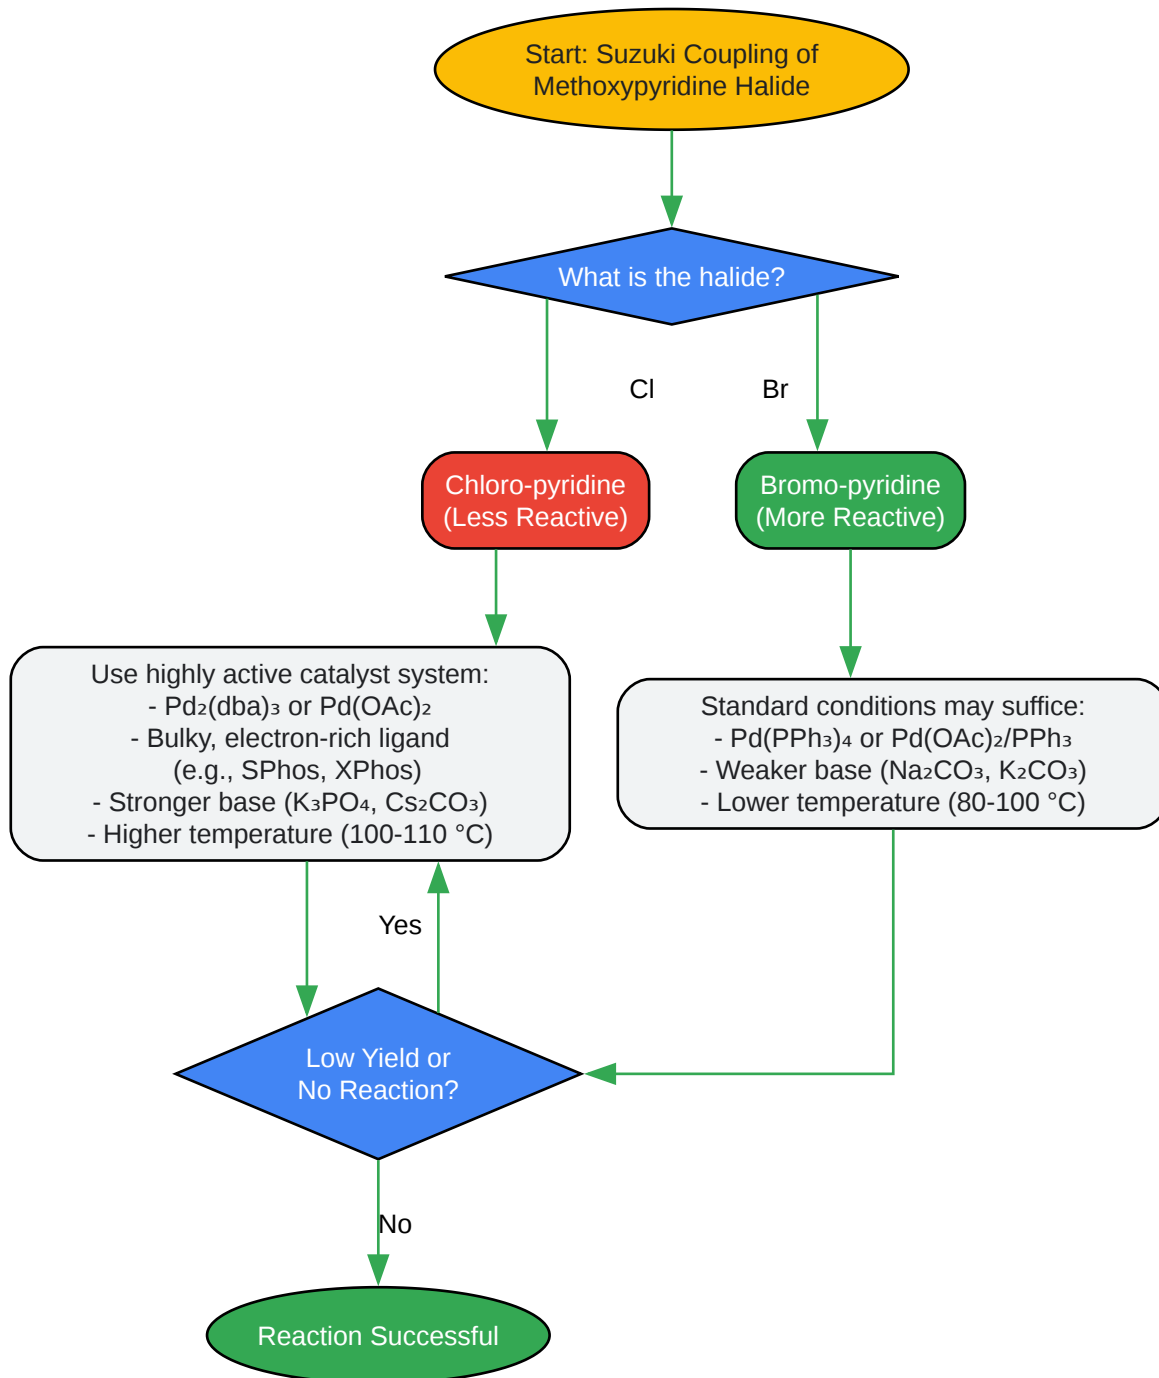 Start: Suzuki Coupling of
Methoxypyridine Halide
What is the halide?
Cl
Br
Chloro-pyridine
(Less Reactive)
Bromo-pyridine
(More Reactive)
Use highly active catalyst system:
- Pd₂(dba)₃ or Pd(OAc)₂
- Bulky, electron-rich ligand
(e.g., SPhos, XPhos)
- Stronger base (K₃PO₄, Cs₂CO₃)
- Higher temperature (100-110 °C)
Standard conditions may suffice:
- Pd(PPh₃)₄ or Pd(OAc)₂/PPh₃
- Weaker base (Na₂CO₃, K₂CO₃)
- Lower temperature (80-100 °C)
Yes
Low Yield or
No Reaction?
No
Reaction Successful